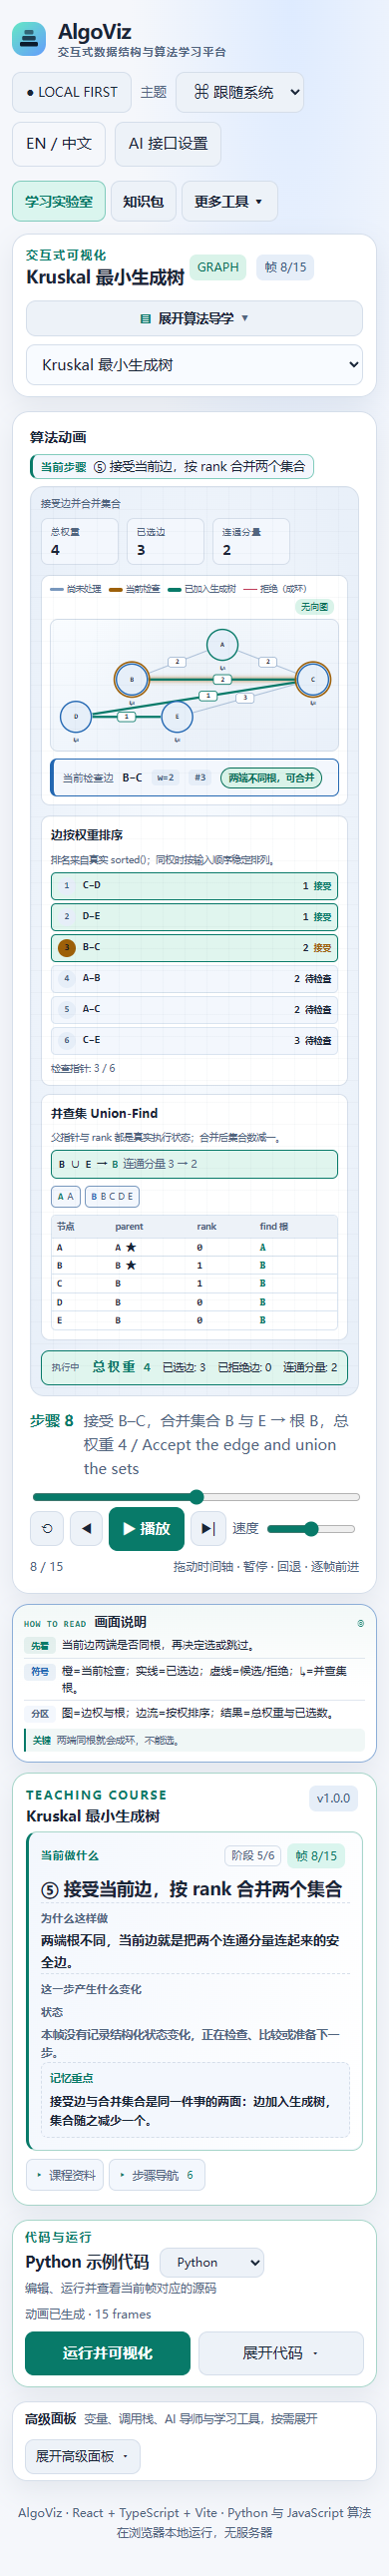 AlgoViz
交互式数据结构与算法学习平台
● LOCAL FIRST 主题 ⌘ 跟随系统
EN / 中文 AI 接口设置
学习实验室 知识包 更多工具 ▼
交互式可视化
Kruskal 最小生成树 GRAPH 帧 8/15
▤ 展开算法导学 ▼
Kruskal 最小生成树
算法动画
当前步骤 ⑤ 接受当前边，按 rank 合并两个集合
接受边并合并集合
总权重 已选边 连通分量
4 3 2
尚未处理 当前检查 已加入生成树 拒绝（成环）
无向图
A
2 2
B 2 C
1 3
D 1 E
当前检查边 B–C w=2 #3 两端不同根，可合并
边按权重排序
排名来自真实 sorted()；同权时按输入顺序稳定排列。
1 C–D 1 接受
2 D–E 1 接受
3 B–C 2 接受
4 A–B 2 待检查
5 A–C 2 待检查
6 C–E 3 待检查
检查指针: 3 / 6
并查集 Union-Find
父指针与 rank 都是真实执行状态；合并后集合数减一。
B ∪ E → B 连通分量 3 → 2
A A B B C D E
节点 parent rank find 根
A A ★ 0 A
B B ★ 1 B
C B 1 B
D B 0 B
E B 0 B
执行中 总权重 4 已选边: 3 已拒绝边: 0 连通分量: 2
步骤 8 接受 B–C，合并集合 B 与 E → 根 B，总
权重 4 / Accept the edge and union
the sets
⟲ ◀ ▶ 播放 ▶| 速度
8 / 15 拖动时间轴 · 暂停 · 回退 · 逐帧前进
HOW TO READ 画面说明 ◎
先看 当前边两端是否同根，再决定选或跳过。
符号 橙=当前检查；实线=已选边；虚线=候选/拒绝；↳=并查集
根。
分区 图=边权与根；边流=按权排序；结果=总权重与已选数。
关键 两端同根就会成环，不能选。
TEACHING COURSE v1.0.0
Kruskal 最小生成树
当前做什么 阶段 5/6 帧 8/15
⑤ 接受当前边，按 rank 合并两个集合
为什么这样做
两端根不同，当前边就是把两个连通分量连起来的安
全边。
这一步产生什么变化
状态
本帧没有记录结构化状态变化，正在检查、比较或准备下一
步。
记忆重点
接受边与合并集合是同一件事的两面：边加入生成树，
集合随之减少一个。
‣ 课程资料 ‣ 步骤导航 6
代码与运行
Python 示例代码 Python
编辑、运行并查看当前帧对应的源码
动画已生成 · 15 frames
运行并可视化 展开代码
高级面板 变量、调用栈、AI 导师与学习工具，按需展开
展开高级面板
AlgoViz · React + TypeScript + Vite · Python 与 JavaScript 算法
在浏览器本地运行，无服务器